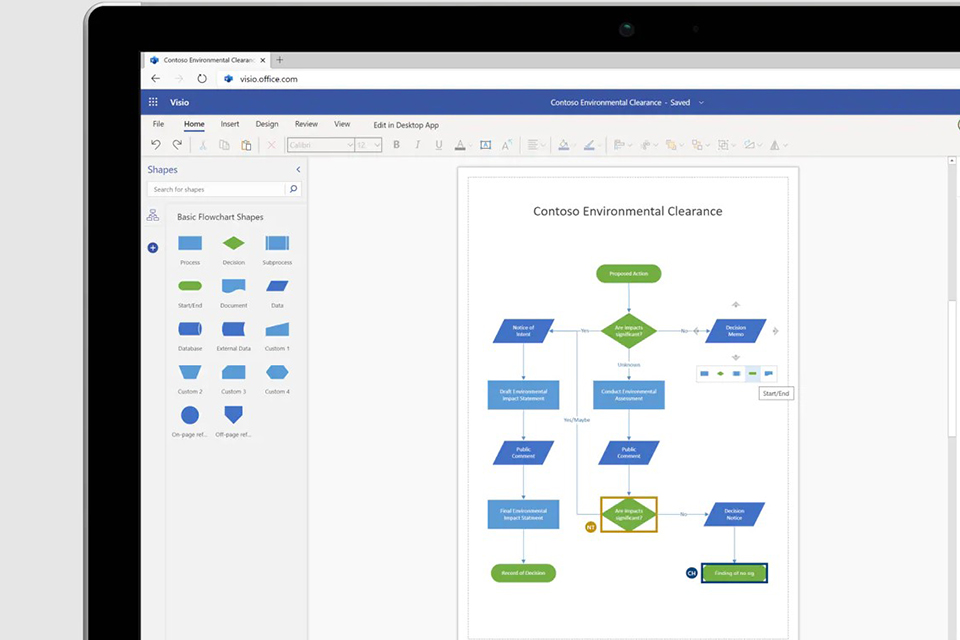 Contoso Environmental Clearanc
visio.office.com
Visio
Contoso Environmental Clearance - Saved
File Home Insert Design Review View Edit in Desktop App
Calibri 12
B I U A A A
Shapes
Search for shapes
Basic Flowchart Shapes
Process Decision Subprocess
Start/End Document Data
Database External Data Custom 1
Custom 2 Custom 3 Custom 4
On-page ref... Off-page ref...
Contoso Environmental Clearance
Proposed Action
Notice of
Intent
Yes
Are impacts
significant?
No
Decision
Memo
Unknown
Start/End
Draft Environmental
Impact Statement
Conduct Environmental
Assessment
Yes/Maybe
Public
Comment
Public
Comment
Final Environmental
Impact Statment
Are impacts
significant?
No
Decision
Notice
NT
Record of Decision
CH
Finding of no sig